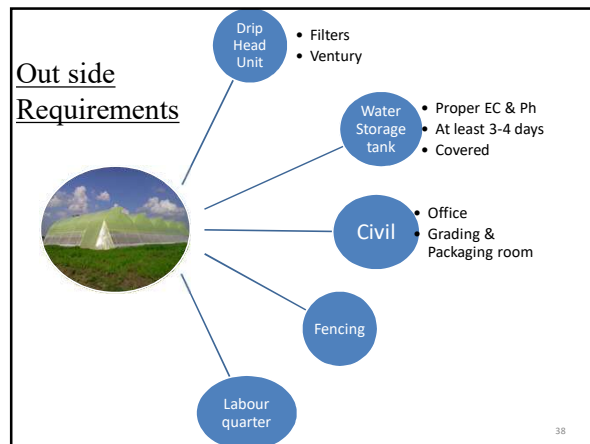 Out side
Requirements
Drip
Head
Unit
• Filters
• Ventury
Water
Storage
tank
• Proper EC & Ph
• At least 3-4 days
• Covered
Civil
• Office
• Grading &
Packaging room
Fencing
Labour
quarter
38